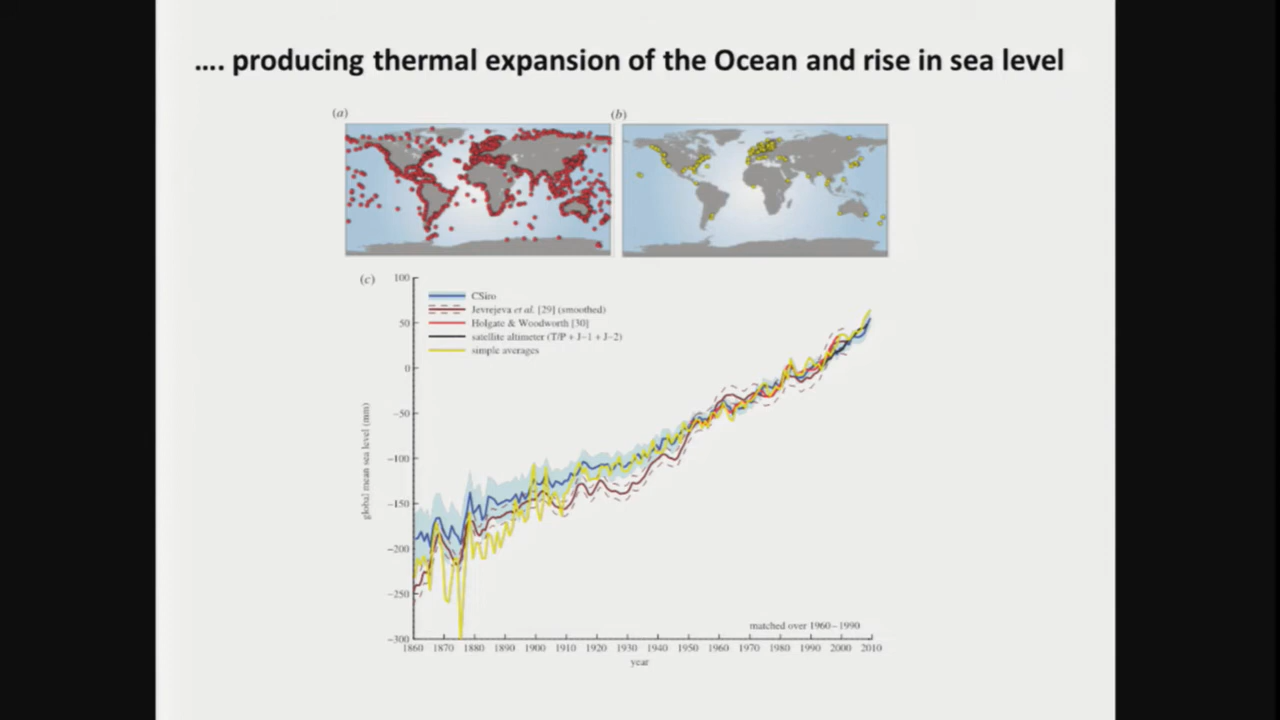 .... producing thermal expansion of the Ocean and rise in sea level
(a)
(b)
(c)
100
50
0
−50
−100
−150
−200
−250
−300
global mean sea level (mm)
CSiro
Jevrejeva et al. [29] (smoothed)
Holgate & Woodworth [30]
satellite altimeter (T/P + J−1 + J−2)
simple averages
matched over 1960−1990
1860 1870 1880 1890 1900 1910 1920 1930 1940 1950 1960 1970 1980 1990 2000 2010
year